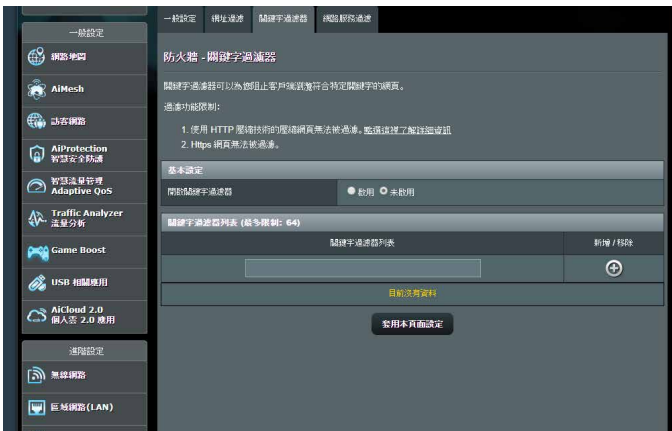 一般設定
網路地圖
AiMesh
訪客網路
AiProtection
智慧安全防護
智慧流量管理
Adaptive QoS
Traffic Analyzer
流量分析
Game Boost
USB 相關應用
AiCloud 2.0
個人雲 2.0 應用
進階設定
無線網路
區域網路(LAN)
一般設定 網址過濾 關鍵字過濾器 網路服務過濾
防火牆 - 關鍵字過濾器
關鍵字過濾器可以為您阻止客戶端瀏覽符合特定關鍵字的網頁。
過濾功能限制:
1. 使用 HTTP 壓縮技術的壓縮網頁無法被過濾。點選這裡了解詳細資訊
2. Https 網頁無法被過濾。
基本設定
開啟關鍵字過濾器 啟用 未啟用
關鍵字過濾器列表 (最多限制: 64)
關鍵字過濾器列表 新增 / 移除
目前沒有資料
套用本頁面設定